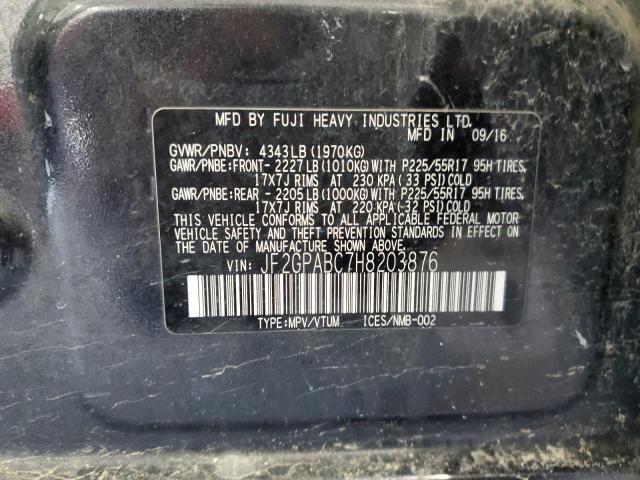 MFD BY FUJI HEAVY INDUSTRIES LTD.
MFD IN 09/16
GVWR/PNBV: 4343LB(1970KG)
GAWR/PNBE:FRONT- 2227LB(1010KG)WITH P225/55R17 95H TIRES,
17X7J RIMS AT 230 KPA( 33 PSI)COLD
GAWR/PNBE:REAR - 2205LB(1000KG)WITH P225/55R17 95H TIRES,
17X7J RIMS AT 220 KPA( 32 PSI)COLD
THIS VEHICLE CONFORMS TO ALL APPLICABLE FEDERAL MOTOR
VEHICLE SAFETY AND THEFT PREVENTION STANDARDS IN EFFECT
ON THE DATE OF MANUFACTURE SHOWN ABOVE.
VIN: JF2GPABC7H8203876
TYPE:MPV/VTUM ICES/NMB-002